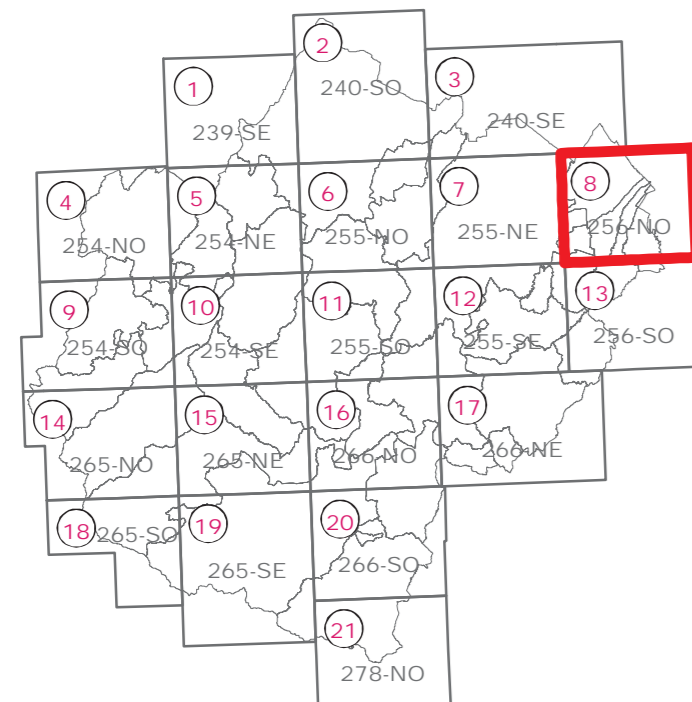 1
239-SE
2
240-SO
3
240-SE
4
254-NO
5
254-NE
6
255-NO
7
255-NE
8
256-NO
9
254-SO
10
254-SE
11
255-SO
12
255-SE
13
256-SO
14
265-NO
15
265-NE
16
266-NO
17
266-NE
18
265-SO
19
265-SE
20
266-SO
21
278-NO